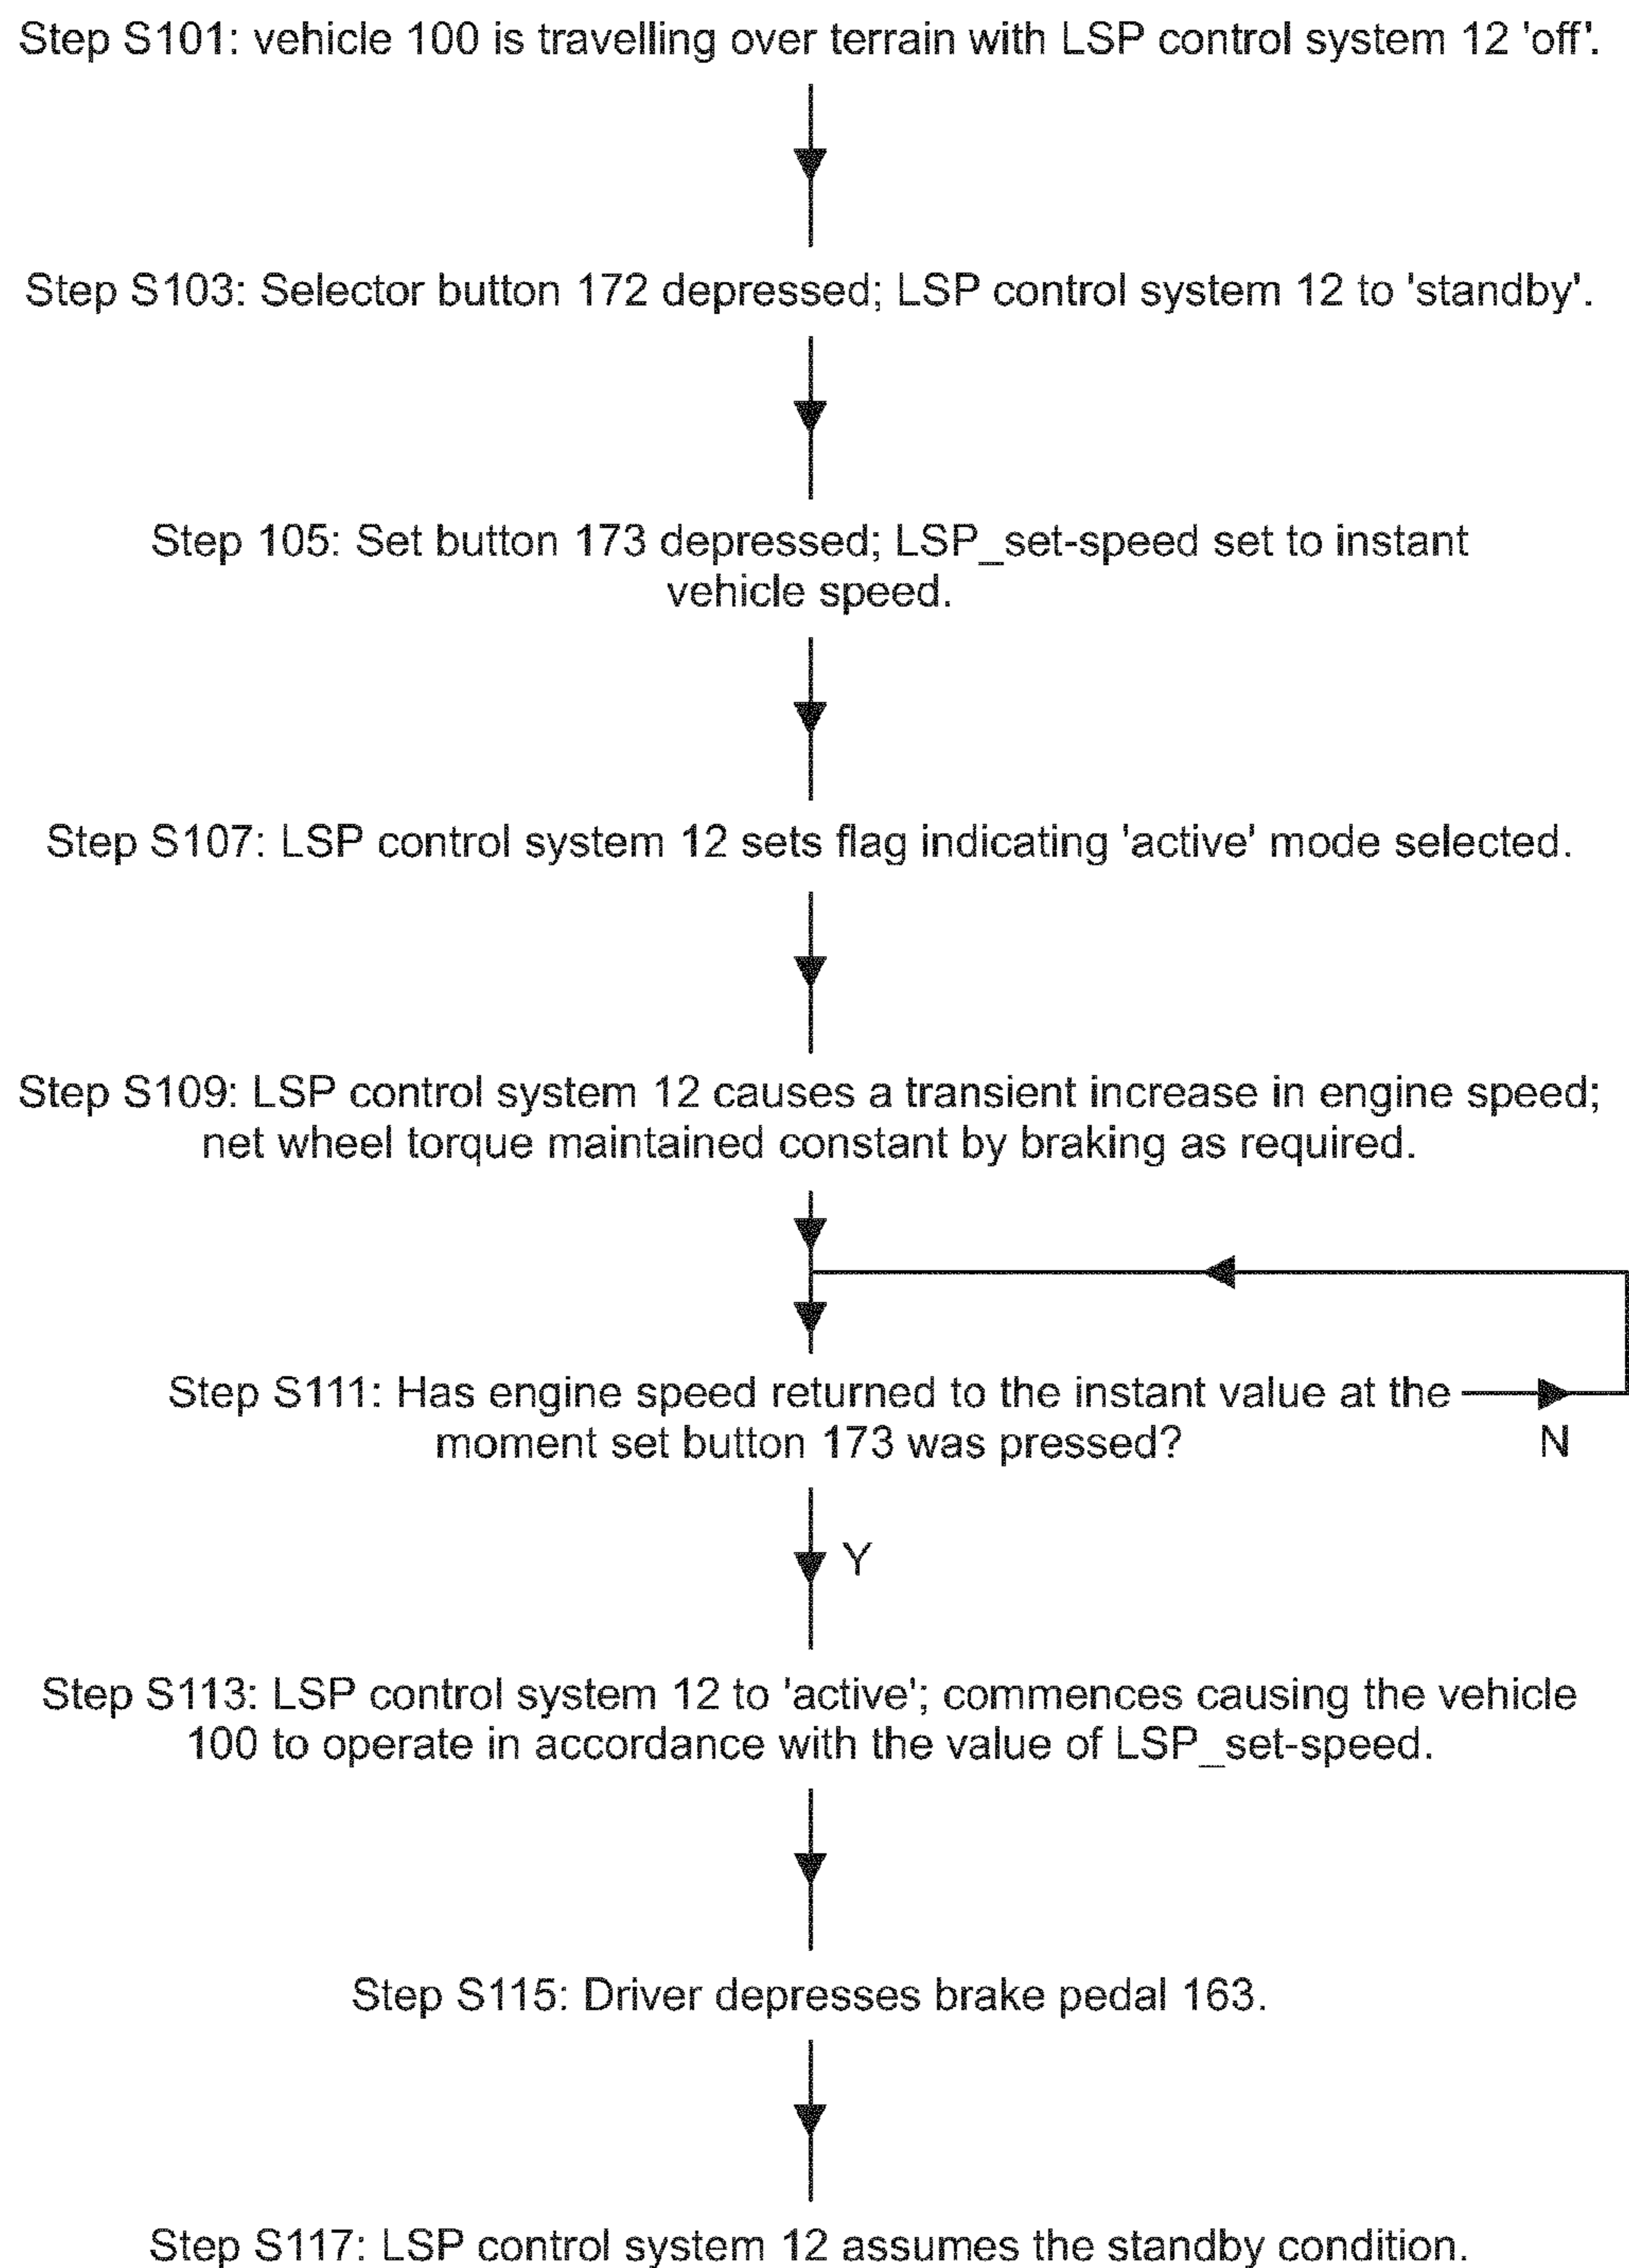 Step S101: vehicle 100 is travelling over terrain with LSP control system 12 'off'.
Step S103: Selector button 172 depressed; LSP control system 12 to 'standby'.
Step 105: Set button 173 depressed; LSP_set-speed set to instant
vehicle speed.
Step S107: LSP control system 12 sets flag indicating 'active' mode selected.
Step S109: LSP control system 12 causes a transient increase in engine speed;
net wheel torque maintained constant by braking as required.
Step S111: Has engine speed returned to the instant value at the
moment set button 173 was pressed?
N
Y
Step S113: LSP control system 12 to 'active'; commences causing the vehicle
100 to operate in accordance with the value of LSP_set-speed.
Step S115: Driver depresses brake pedal 163.
Step S117: LSP control system 12 assumes the standby condition.